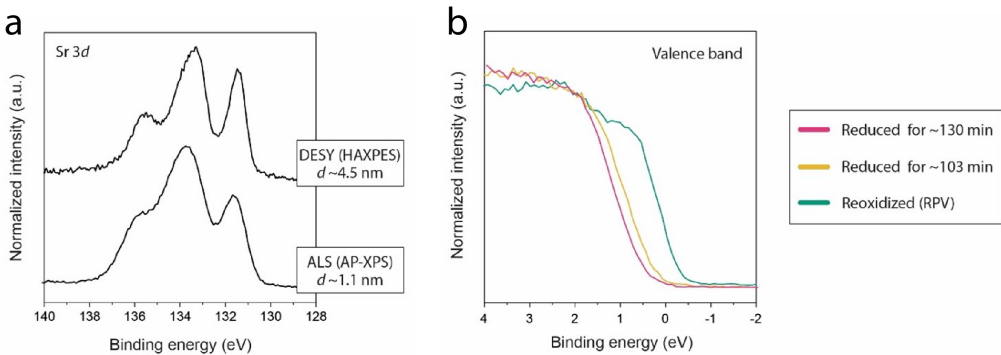 a
Sr 3d
Normalized intensity (a.u.)
DESY (HAXPES)
d ~4.5 nm
ALS (AP-XPS)
d ~1.1 nm
140 138 136 134 132 130 128
Binding energy (eV)
b
Valence band
Normalized intensity (a.u.)
4 3 2 1 0 -1 -2
Binding energy (eV)
Reduced for ~130 min
Reduced for ~103 min
Reoxidized (RPV)